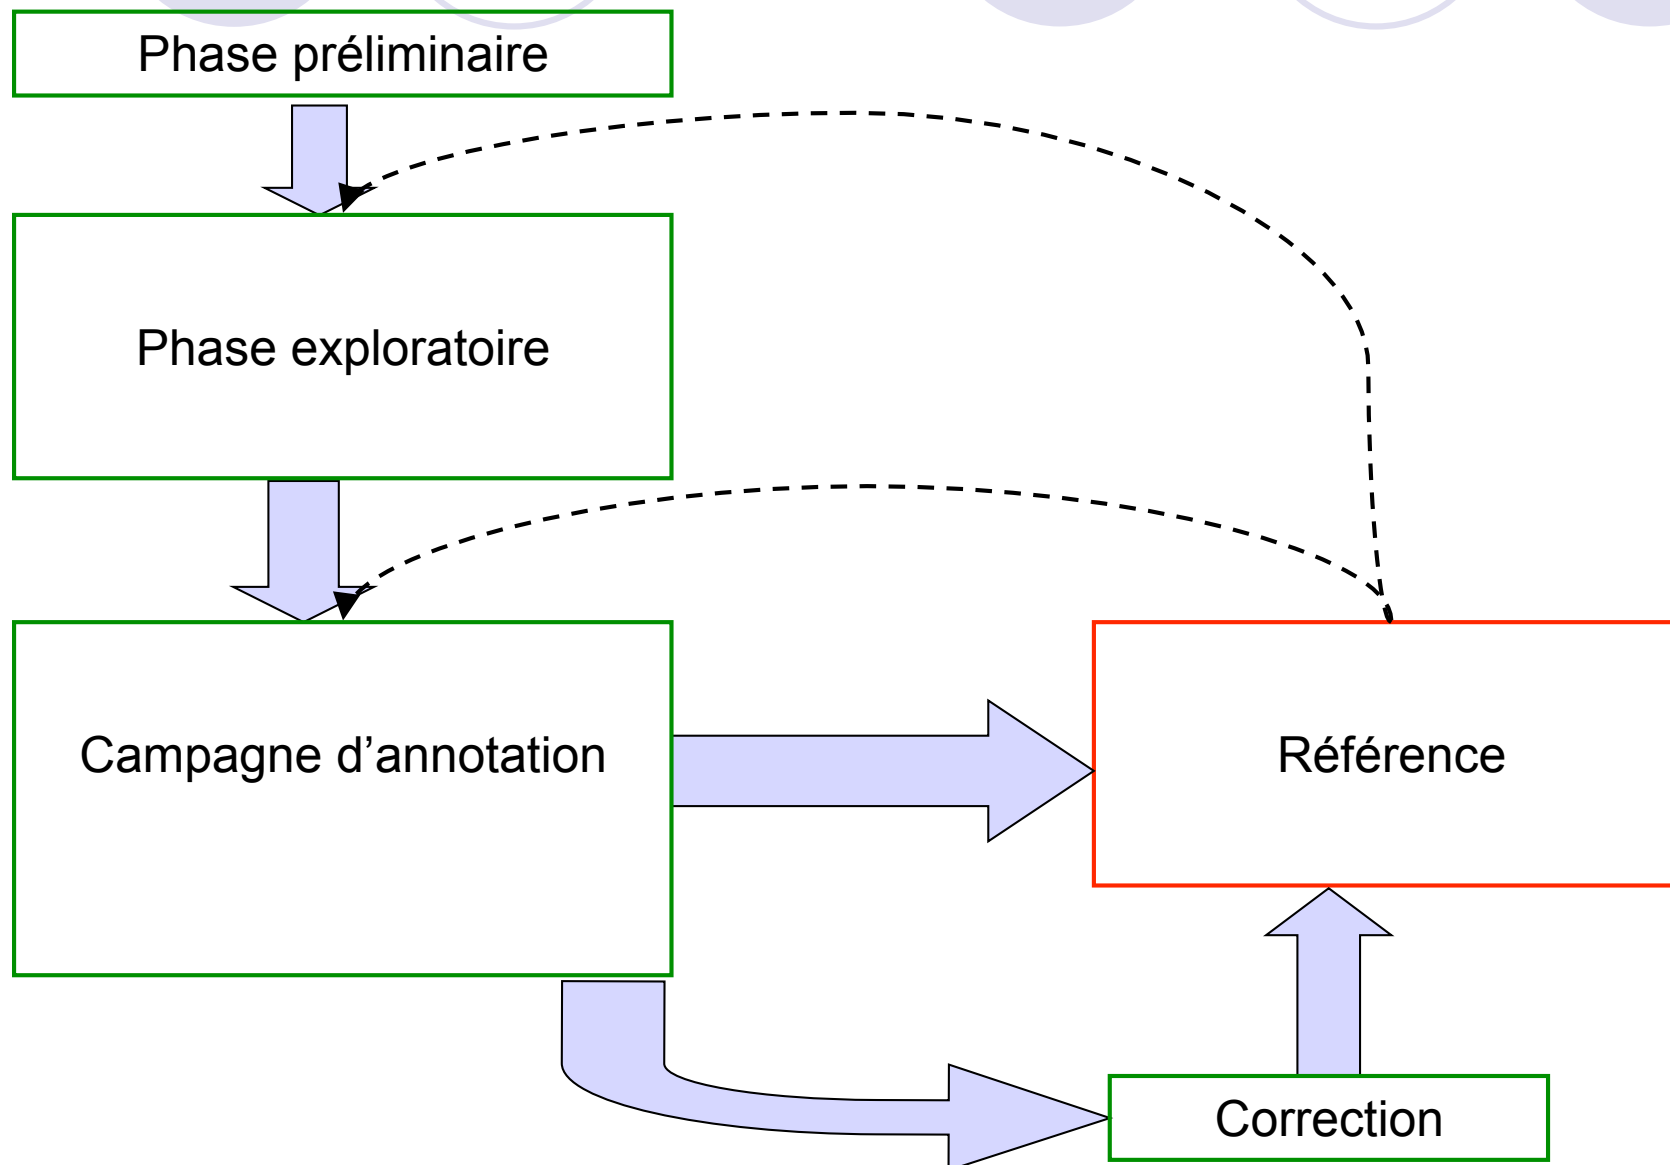 Phase préliminaire
Phase exploratoire
Campagne d’annotation
Référence
Correction